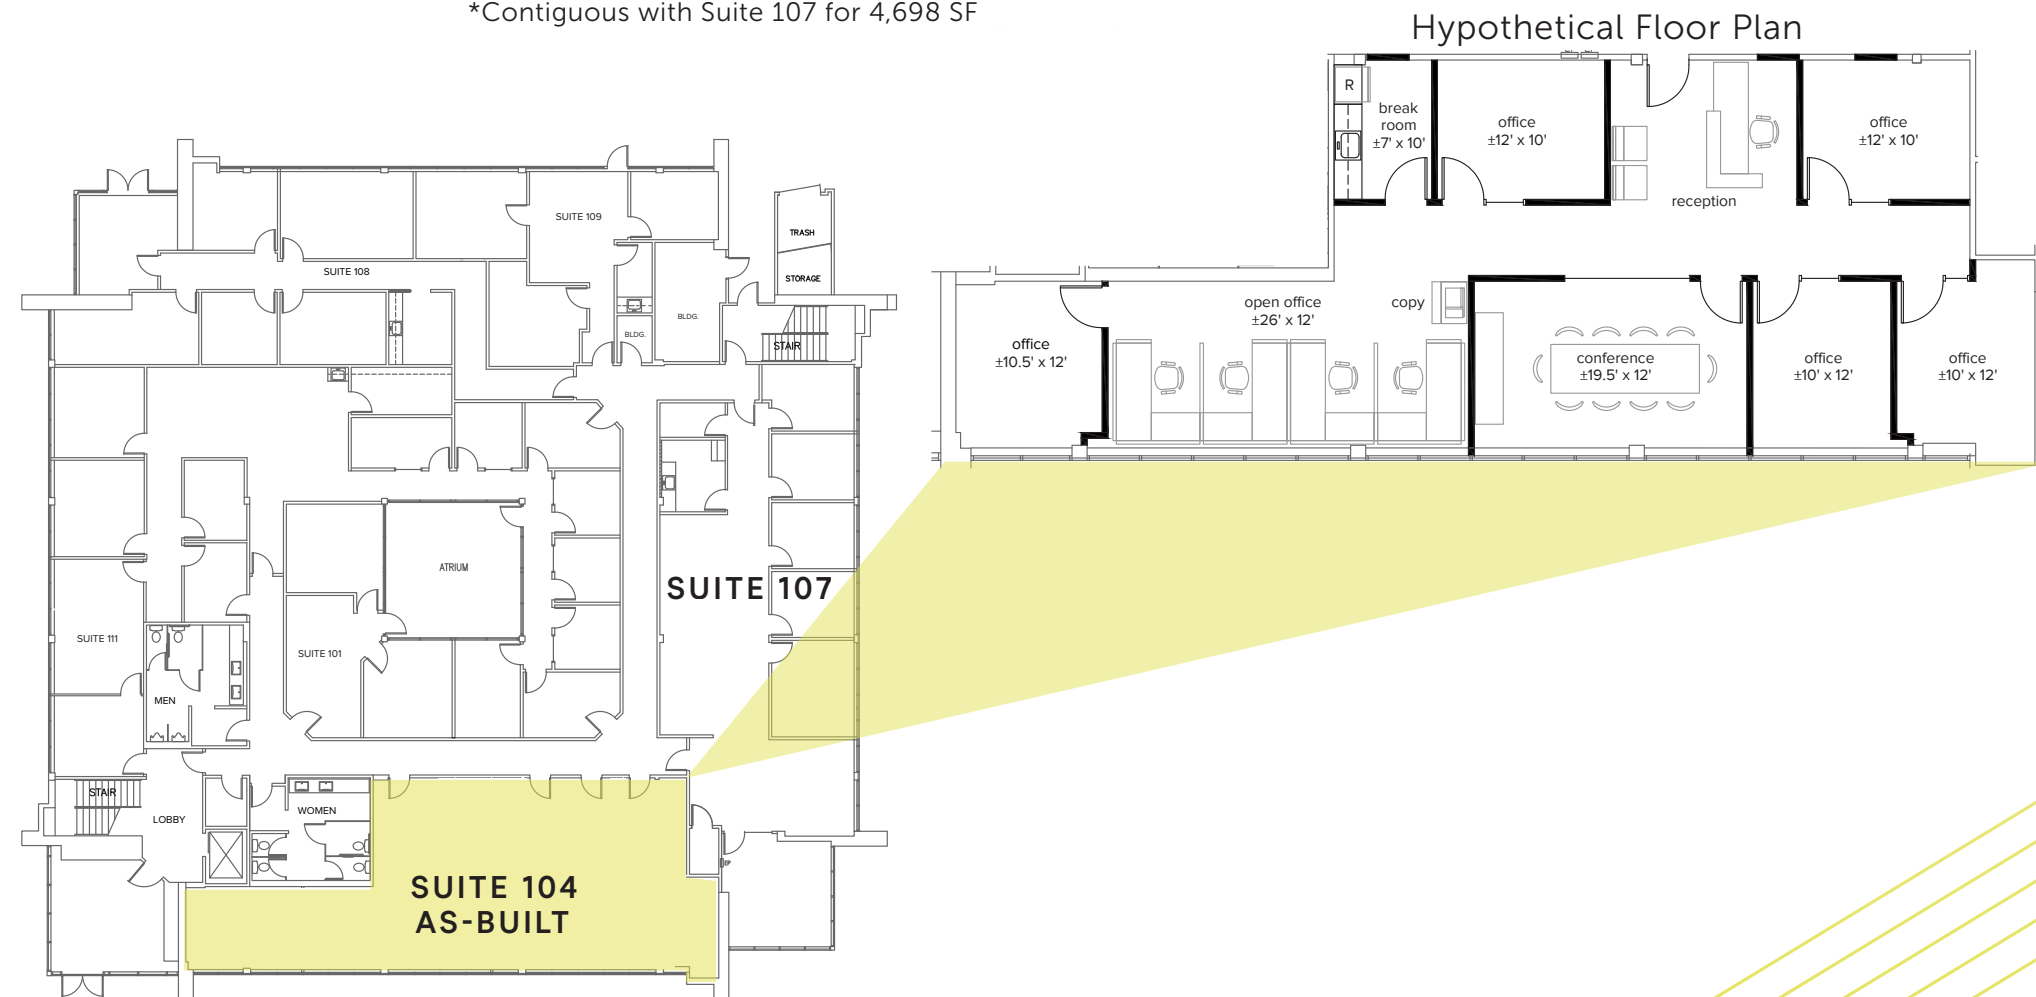 *Contiguous with Suite 107 for 4,698 SF
Hypothetical Floor Plan
R
break
room
±7' x 10'
office
±12' x 10'
reception
office
±12' x 10'
open office
±26' x 12'
copy
office
±10.5' x 12'
conference
±19.5' x 12'
office
±10' x 12'
office
±10' x 12'
SUITE 109
TRASH
STORAGE
SUITE 108
BLDG.
BLDG.
STAIR
ATRIUM
SUITE 107
SUITE 111
SUITE 101
MEN
STAIR
LOBBY
WOMEN
SUITE 104
AS-BUILT